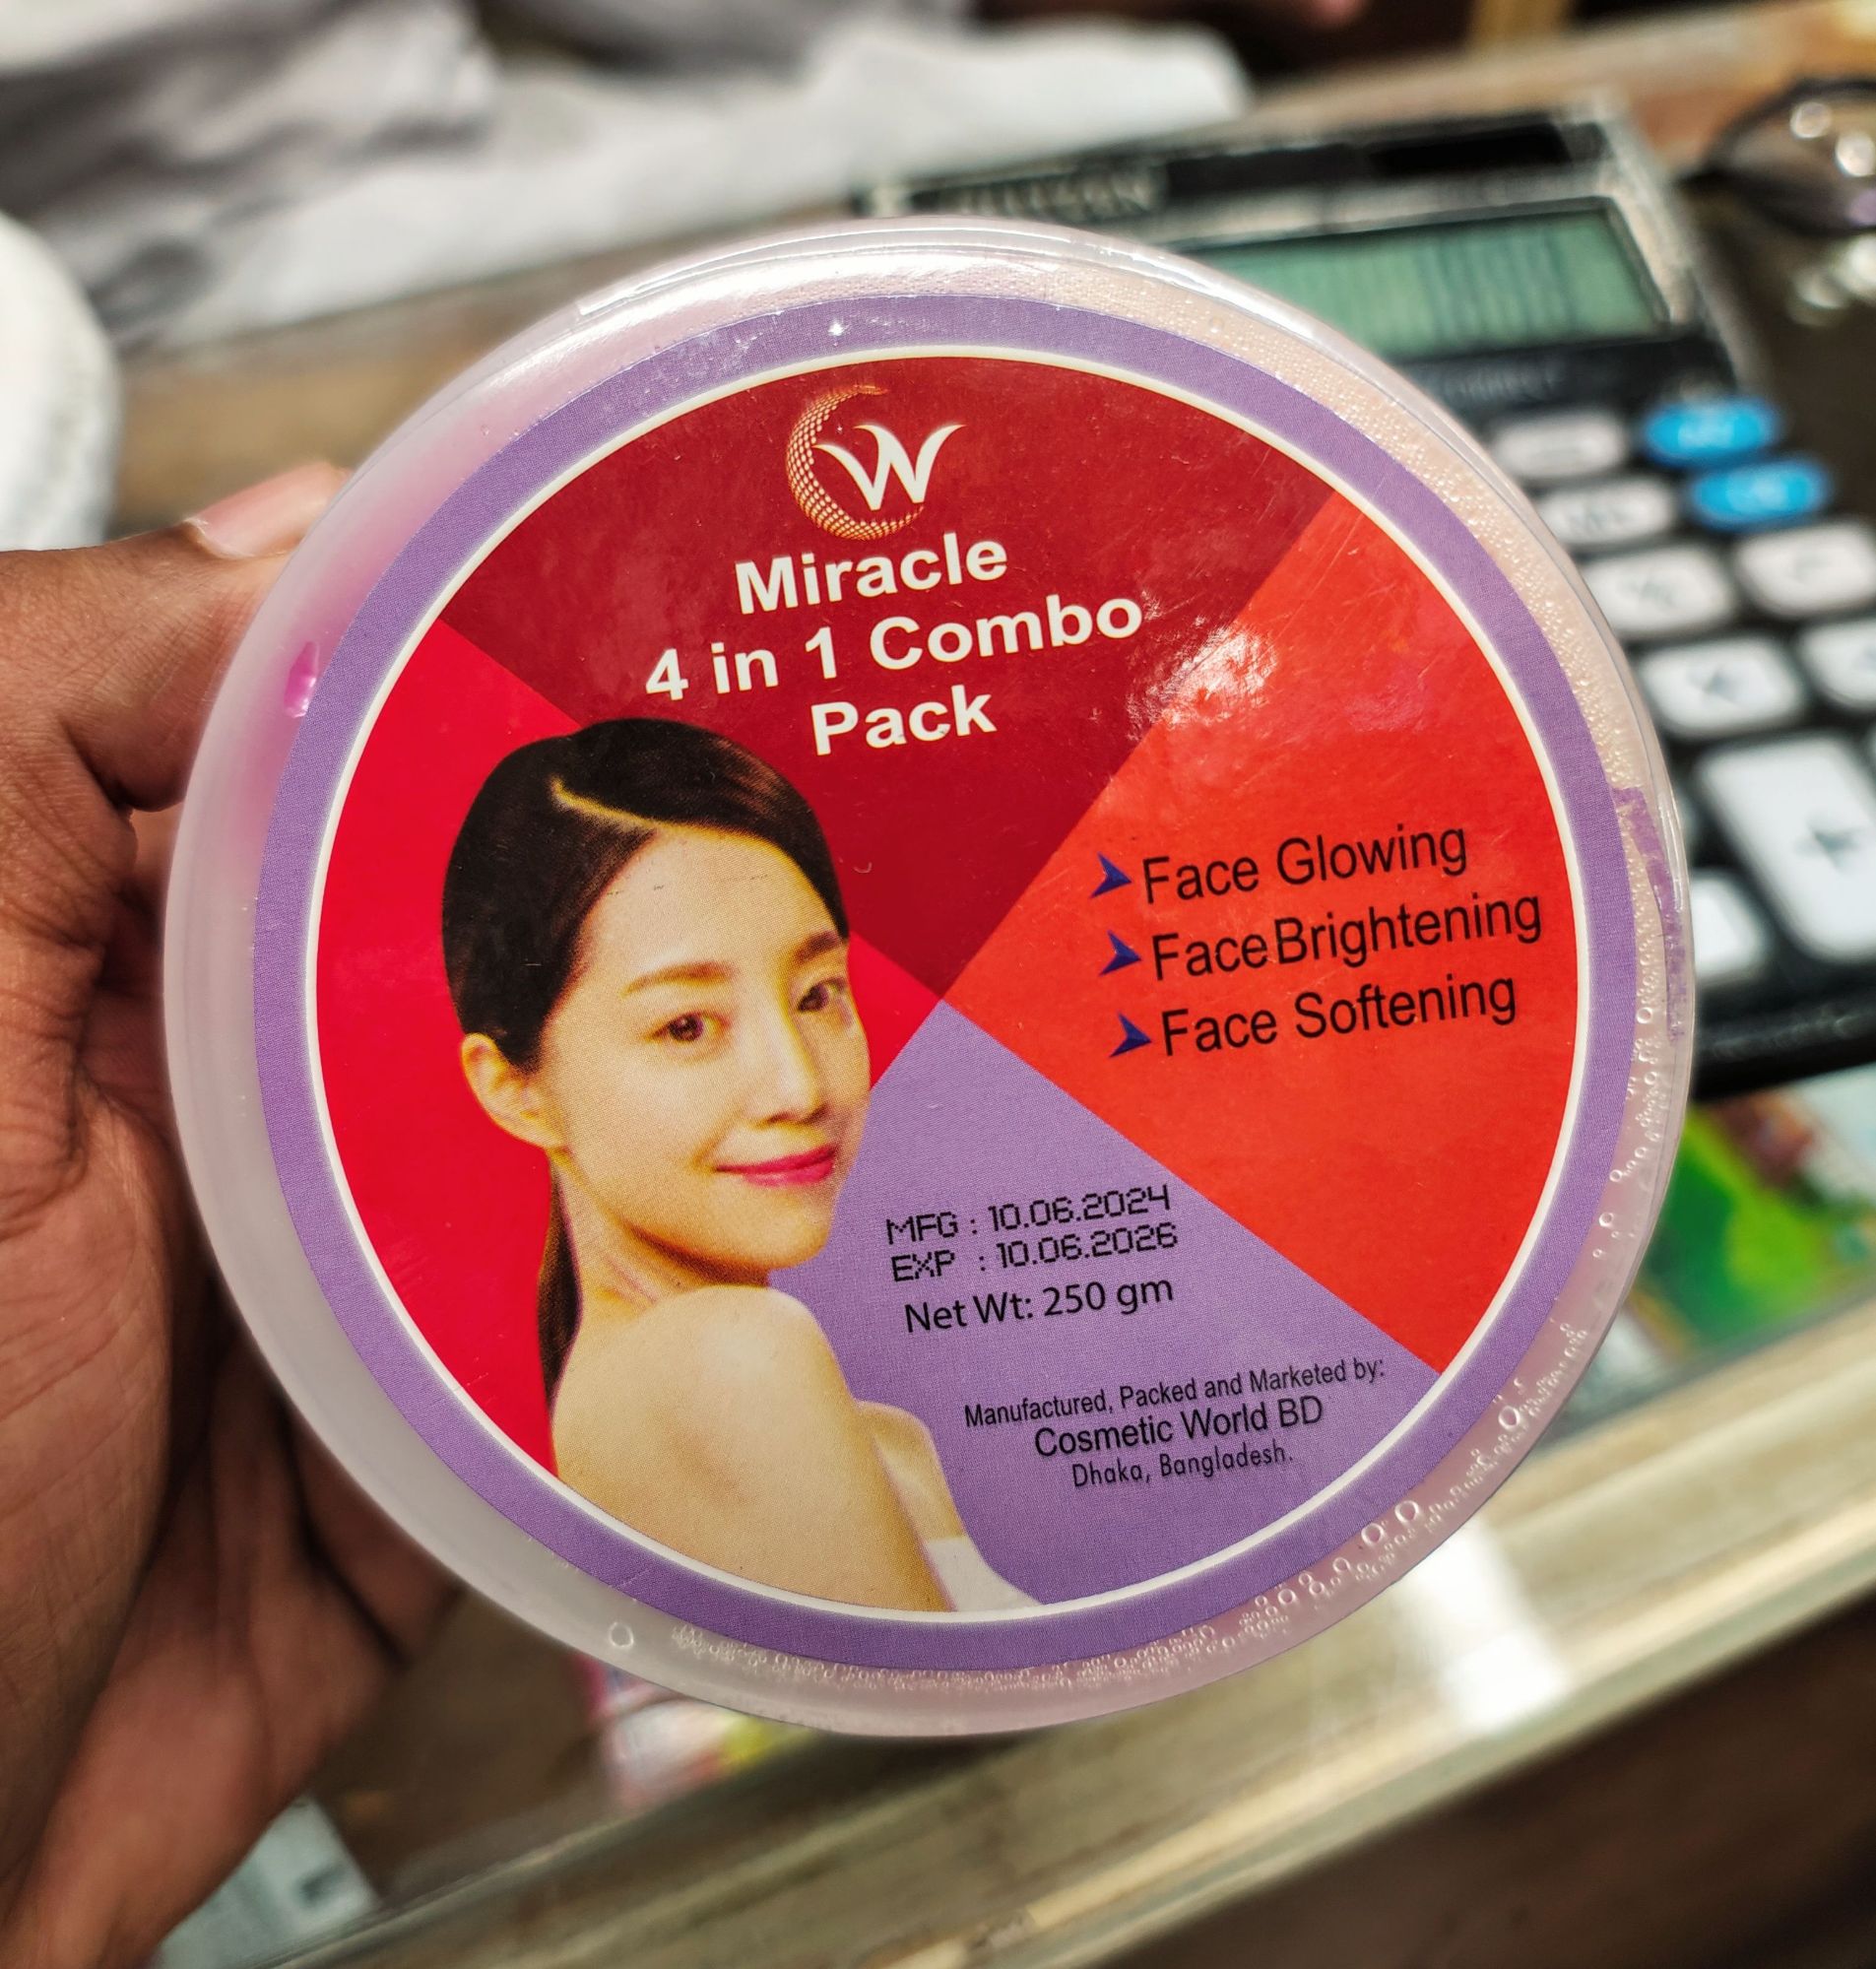 W
Miracle
4 in 1 Combo
Pack
Face Glowing
Face Brightening
Face Softening
MFG : 10.06.2024
EXP : 10.06.2026
Net Wt: 250 gm
Manufactured, Packed and Marketed by:
Cosmetic World BD
Dhaka, Bangladesh.